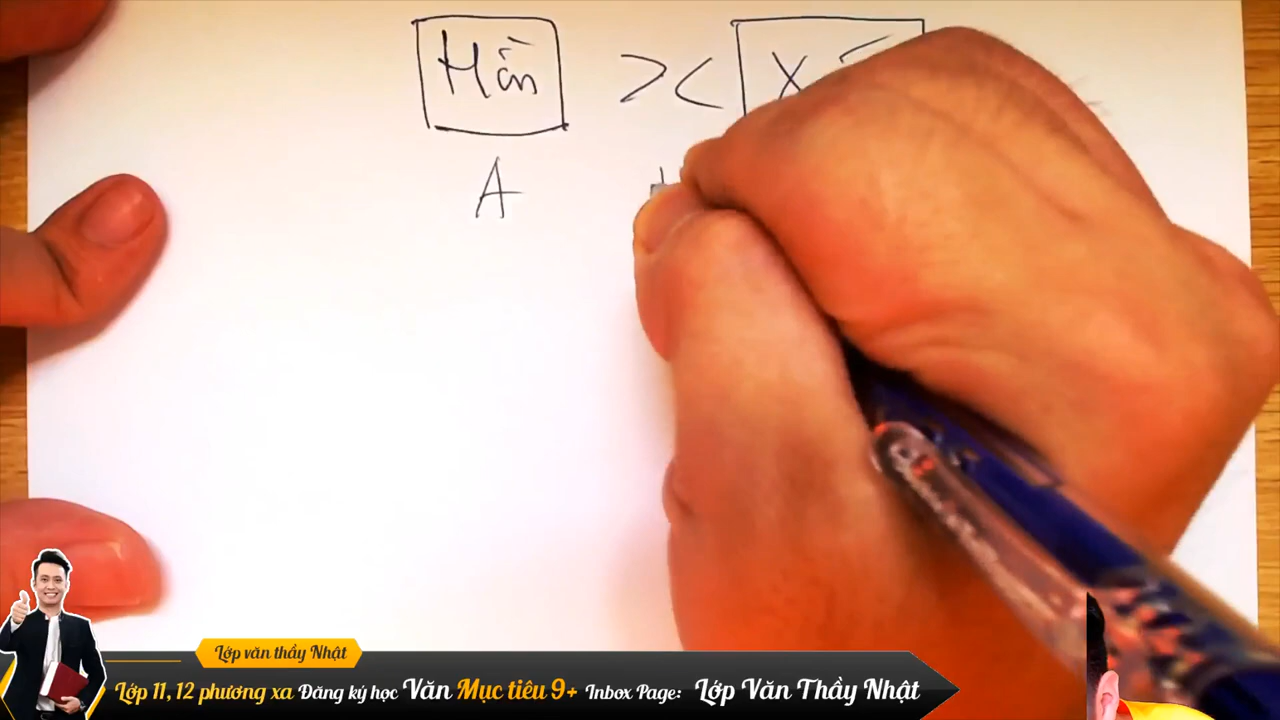 Hồn ><
A
Lớp văn thầy Nhật
Lớp 11, 12 phương xa Đăng ký học Văn Mục tiêu 9+ Inbox Page: Lớp Văn Thầy Nhật